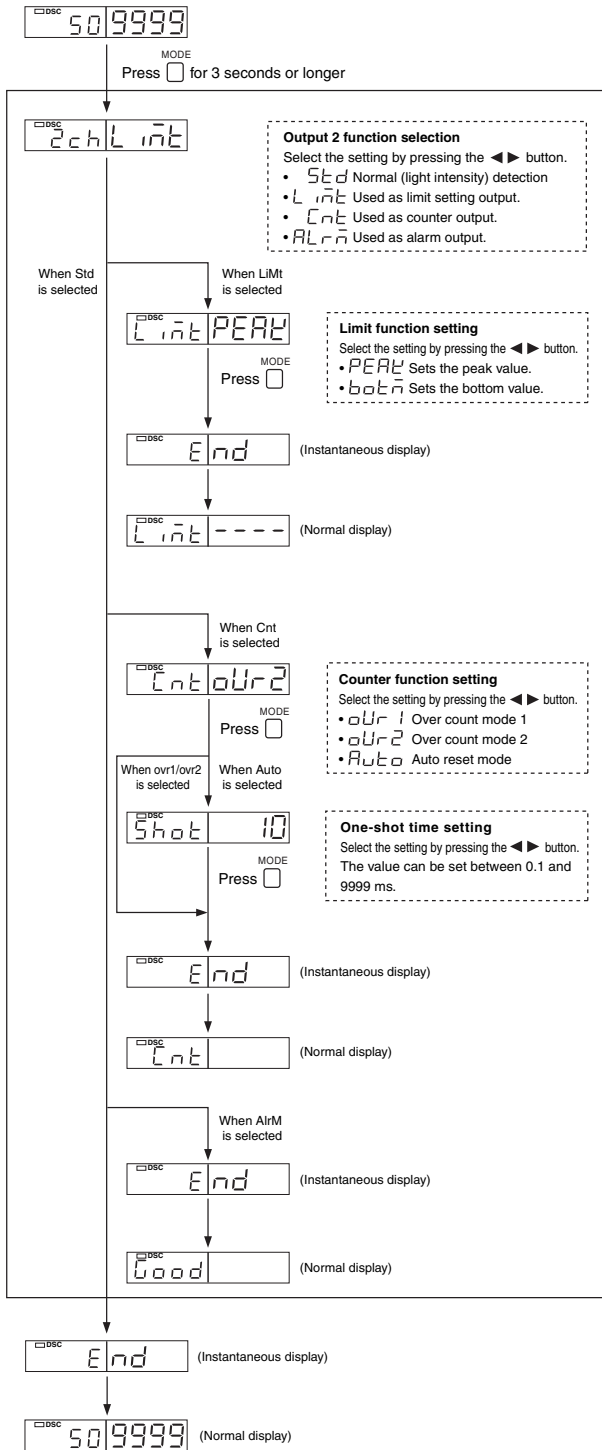 DSC
50 9999
MODE
Press for 3 seconds or longer
DSC
2ch LiMt
Output 2 function selection
Select the setting by pressing the ◀ ▶ button.
• Std Normal (light intensity) detection
• LiMt Used as limit setting output.
• Cnt Used as counter output.
• ALrM Used as alarm output.
When Std
is selected
When LiMt
is selected
DSC
LiMt PEAK
MODE
Press
Limit function setting
Select the setting by pressing the ◀ ▶ button.
• PEAK Sets the peak value.
• botM Sets the bottom value.
DSC
End
(Instantaneous display)
DSC
LiMt ----
(Normal display)
When Cnt
is selected
DSC
Cnt oUr2
MODE
Press
Counter function setting
Select the setting by pressing the ◀ ▶ button.
• oUr1 Over count mode 1
• oUr2 Over count mode 2
• Auto Auto reset mode
When ovr1/ovr2
is selected
When Auto
is selected
DSC
Shot 10
MODE
Press
One-shot time setting
Select the setting by pressing the ◀ ▶ button.
The value can be set between 0.1 and
9999 ms.
DSC
End
(Instantaneous display)
DSC
Cnt
(Normal display)
When AlrM
is selected
DSC
End
(Instantaneous display)
DSC
Good
(Normal display)
DSC
End
(Instantaneous display)
DSC
50 9999
(Normal display)